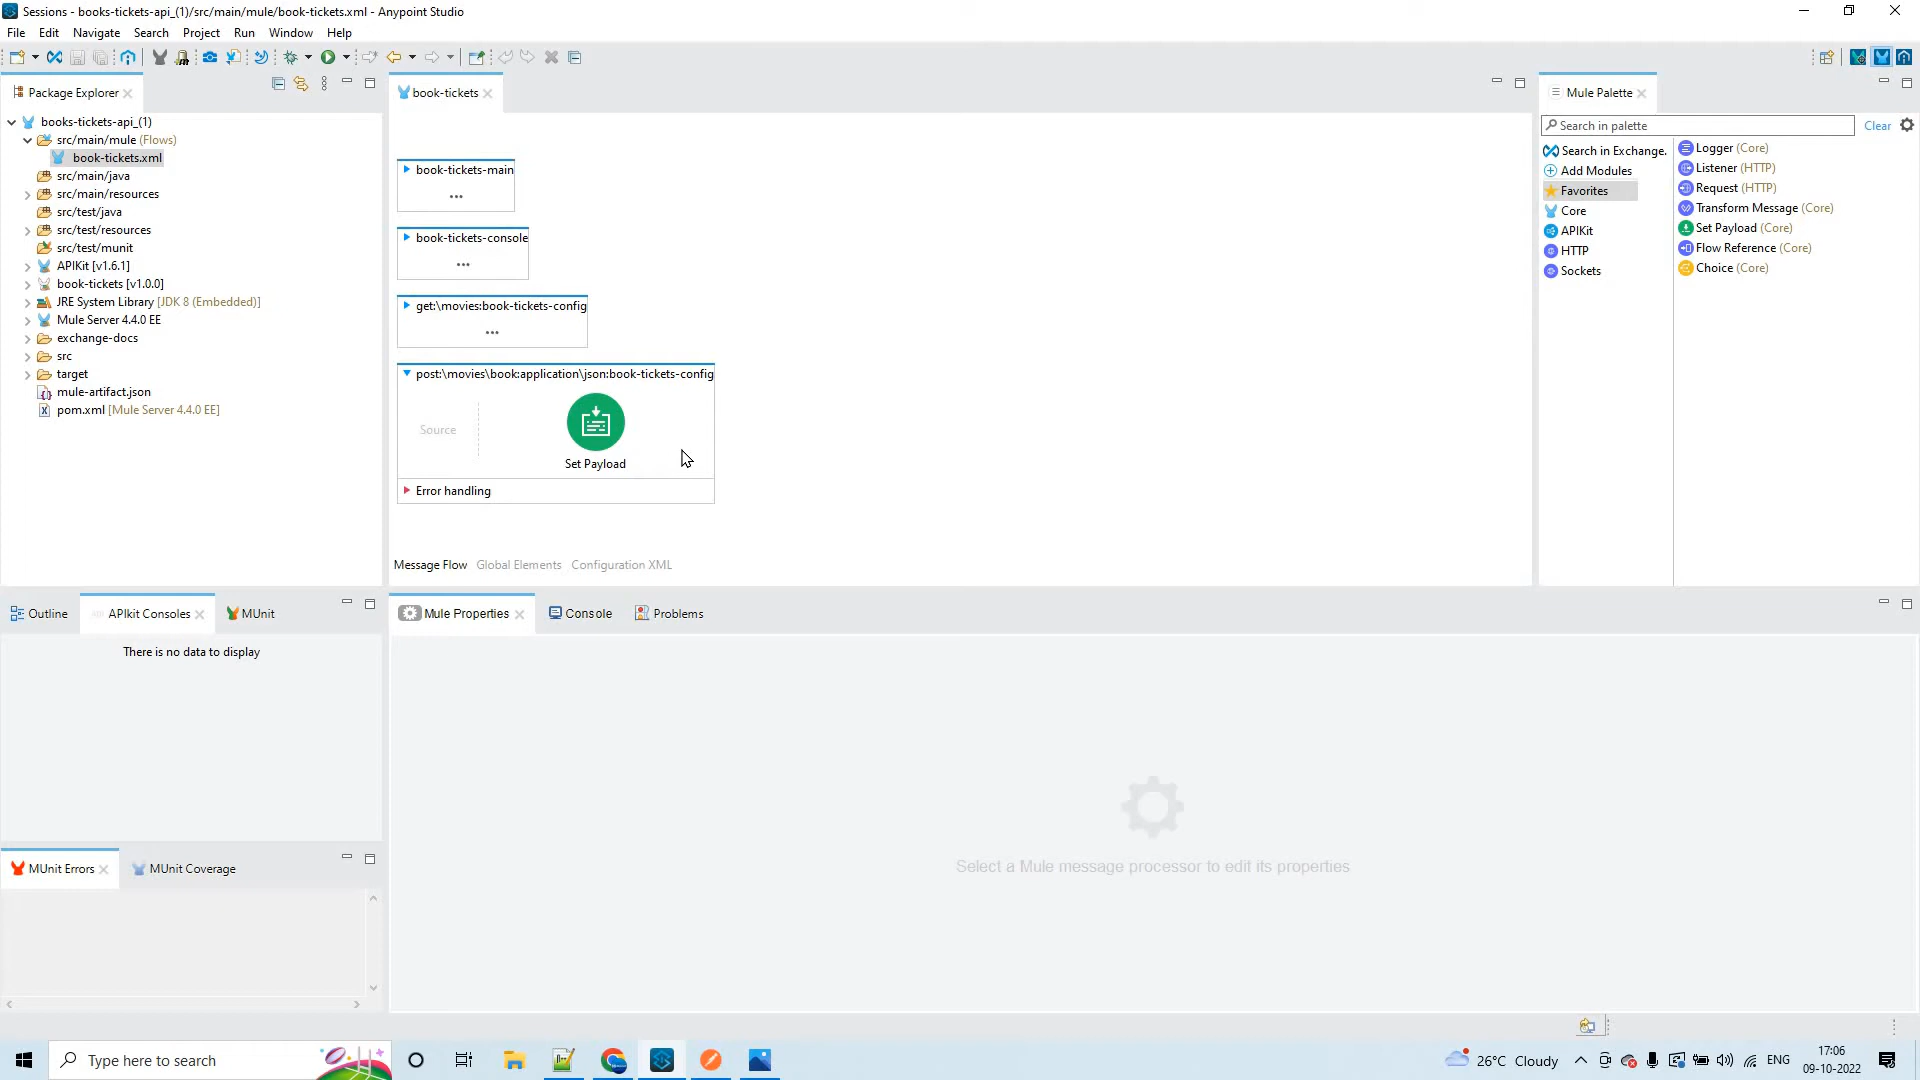 Sessions - books-tickets-api_(1)/src/main/mule/book-tickets.xml - Anypoint Studio
File Edit Navigate Search Project Run Window Help
Package Explorer
books-tickets-api_(1)
src/main/mule (Flows)
book-tickets.xml
src/main/java
src/main/resources
src/test/java
src/test/resources
src/test/munit
APIKit [v1.6.1]
book-tickets [v1.0.0]
JRE System Library [JDK 8 (Embedded)]
Mule Server 4.4.0 EE
exchange-docs
src
target
mule-artifact.json
pom.xml [Mule Server 4.4.0 EE]
book-tickets
book-tickets-main
book-tickets-console
get:\movies:book-tickets-config
post:\movies\book:application\json:book-tickets-config
Source
Set Payload
Error handling
Message Flow Global Elements Configuration XML
Mule Palette
Search in palette
Clear
Search in Exchange.
Add Modules
Favorites
Core
APIKit
HTTP
Sockets
Logger (Core)
Listener (HTTP)
Request (HTTP)
Transform Message (Core)
Set Payload (Core)
Flow Reference (Core)
Choice (Core)
Outline APIkit Consoles MUnit
There is no data to display
MUnit Errors MUnit Coverage
Mule Properties Console Problems
Select a Mule message processor to edit its properties
Type here to search
26°C Cloudy
ENG
17:06
09-10-2022